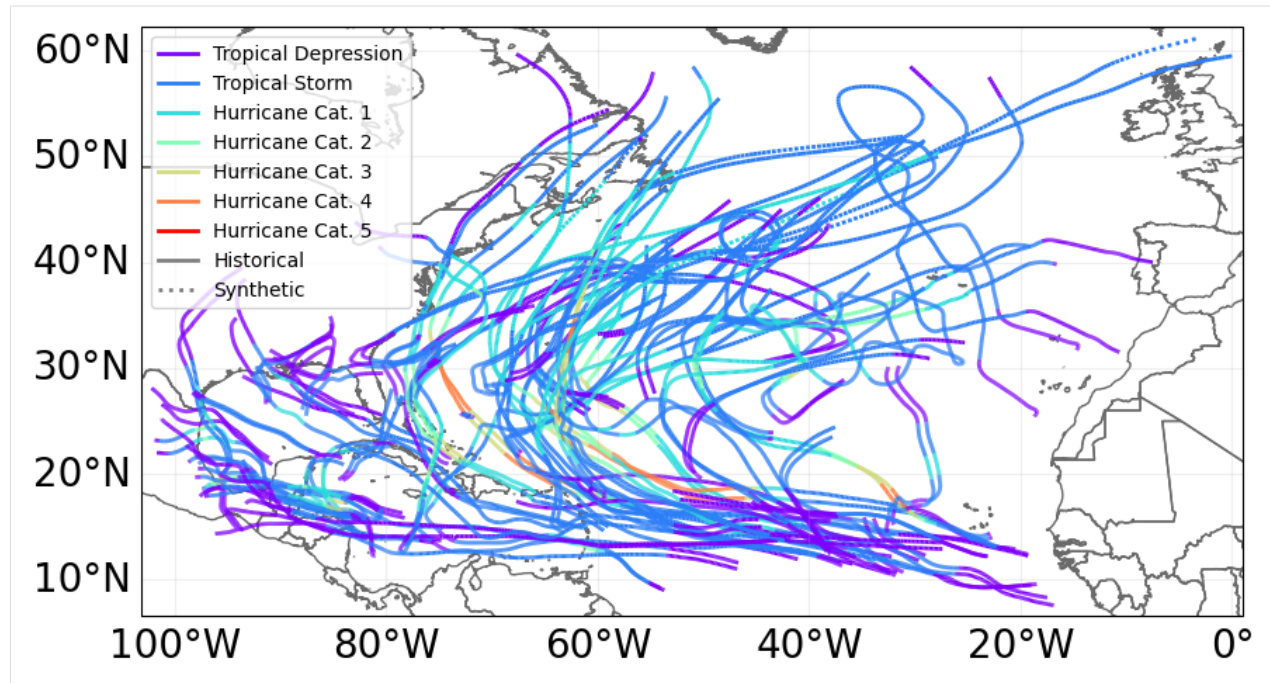 60°N
50°N
40°N
30°N
20°N
10°N
Tropical Depression
Tropical Storm
Hurricane Cat. 1
Hurricane Cat. 2
Hurricane Cat. 3
Hurricane Cat. 4
Hurricane Cat. 5
Historical
Synthetic
100°W 80°W 60°W 40°W 20°W 0°